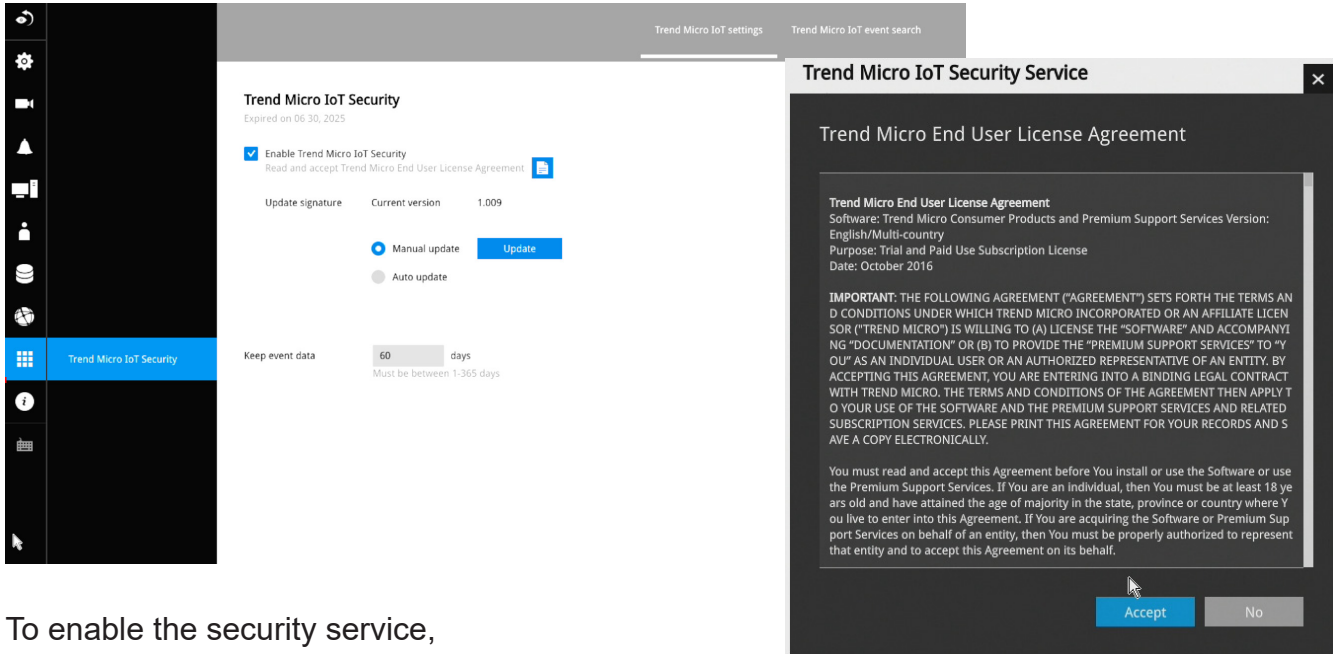 Trend Micro IoT settings
Trend Micro IoT event search
Trend Micro IoT Security
Expired on 06 30, 2025
Enable Trend Micro IoT Security
Read and accept Trend Micro End User License Agreement
Update signature
Current version
1.009
Manual update
Update
Auto update
Trend Micro IoT Security
Keep event data
60
days
Must be between 1-365 days
Trend Micro IoT Security Service
Trend Micro End User License Agreement
Trend Micro End User License Agreement
Software: Trend Micro Consumer Products and Premium Support Services Version:
English/Multi-country
Purpose: Trial and Paid Use Subscription License
Date: October 2016
IMPORTANT: THE FOLLOWING AGREEMENT ("AGREEMENT") SETS FORTH THE TERMS AN
D CONDITIONS UNDER WHICH TREND MICRO INCORPORATED OR AN AFFILIATE LICEN
SOR ("TREND MICRO") IS WILLING TO (A) LICENSE THE “SOFTWARE” AND ACCOMPANYI
NG “DOCUMENTATION” OR (B) TO PROVIDE THE “PREMIUM SUPPORT SERVICES” TO “Y
OU” AS AN INDIVIDUAL USER OR AN AUTHORIZED REPRESENTATIVE OF AN ENTITY. BY
ACCEPTING THIS AGREEMENT, YOU ARE ENTERING INTO A BINDING LEGAL CONTRACT
WITH TREND MICRO. THE TERMS AND CONDITIONS OF THE AGREEMENT THEN APPLY T
O YOUR USE OF THE SOFTWARE AND THE PREMIUM SUPPORT SERVICES AND RELATED
SUBSCRIPTION SERVICES. PLEASE PRINT THIS AGREEMENT FOR YOUR RECORDS AND S
AVE A COPY ELECTRONICALLY.
You must read and accept this Agreement before You install or use the Software or use
the Premium Support Services. If You are an individual, then You must be at least 18 ye
ars old and have attained the age of majority in the state, province or country where Y
ou live to enter into this Agreement. If You are acquiring the Software or Premium Sup
port Services on behalf of an entity, then You must be properly authorized to represent
that entity and to accept this Agreement on its behalf.
Accept
No
To enable the security service,